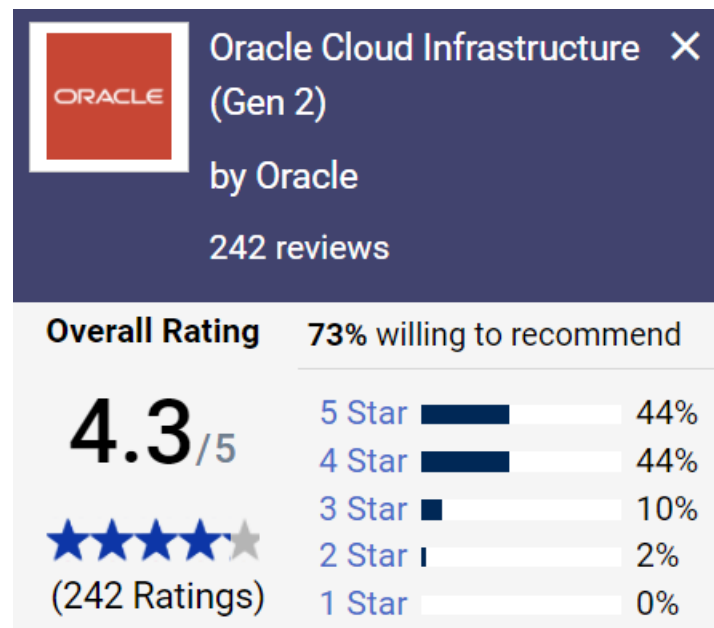 ORACLE
Oracle Cloud Infrastructure
(Gen 2)
by Oracle
242 reviews
Overall Rating
73% willing to recommend
4.3/5
(242 Ratings)
5 Star 44%
4 Star 44%
3 Star 10%
2 Star 2%
1 Star 0%